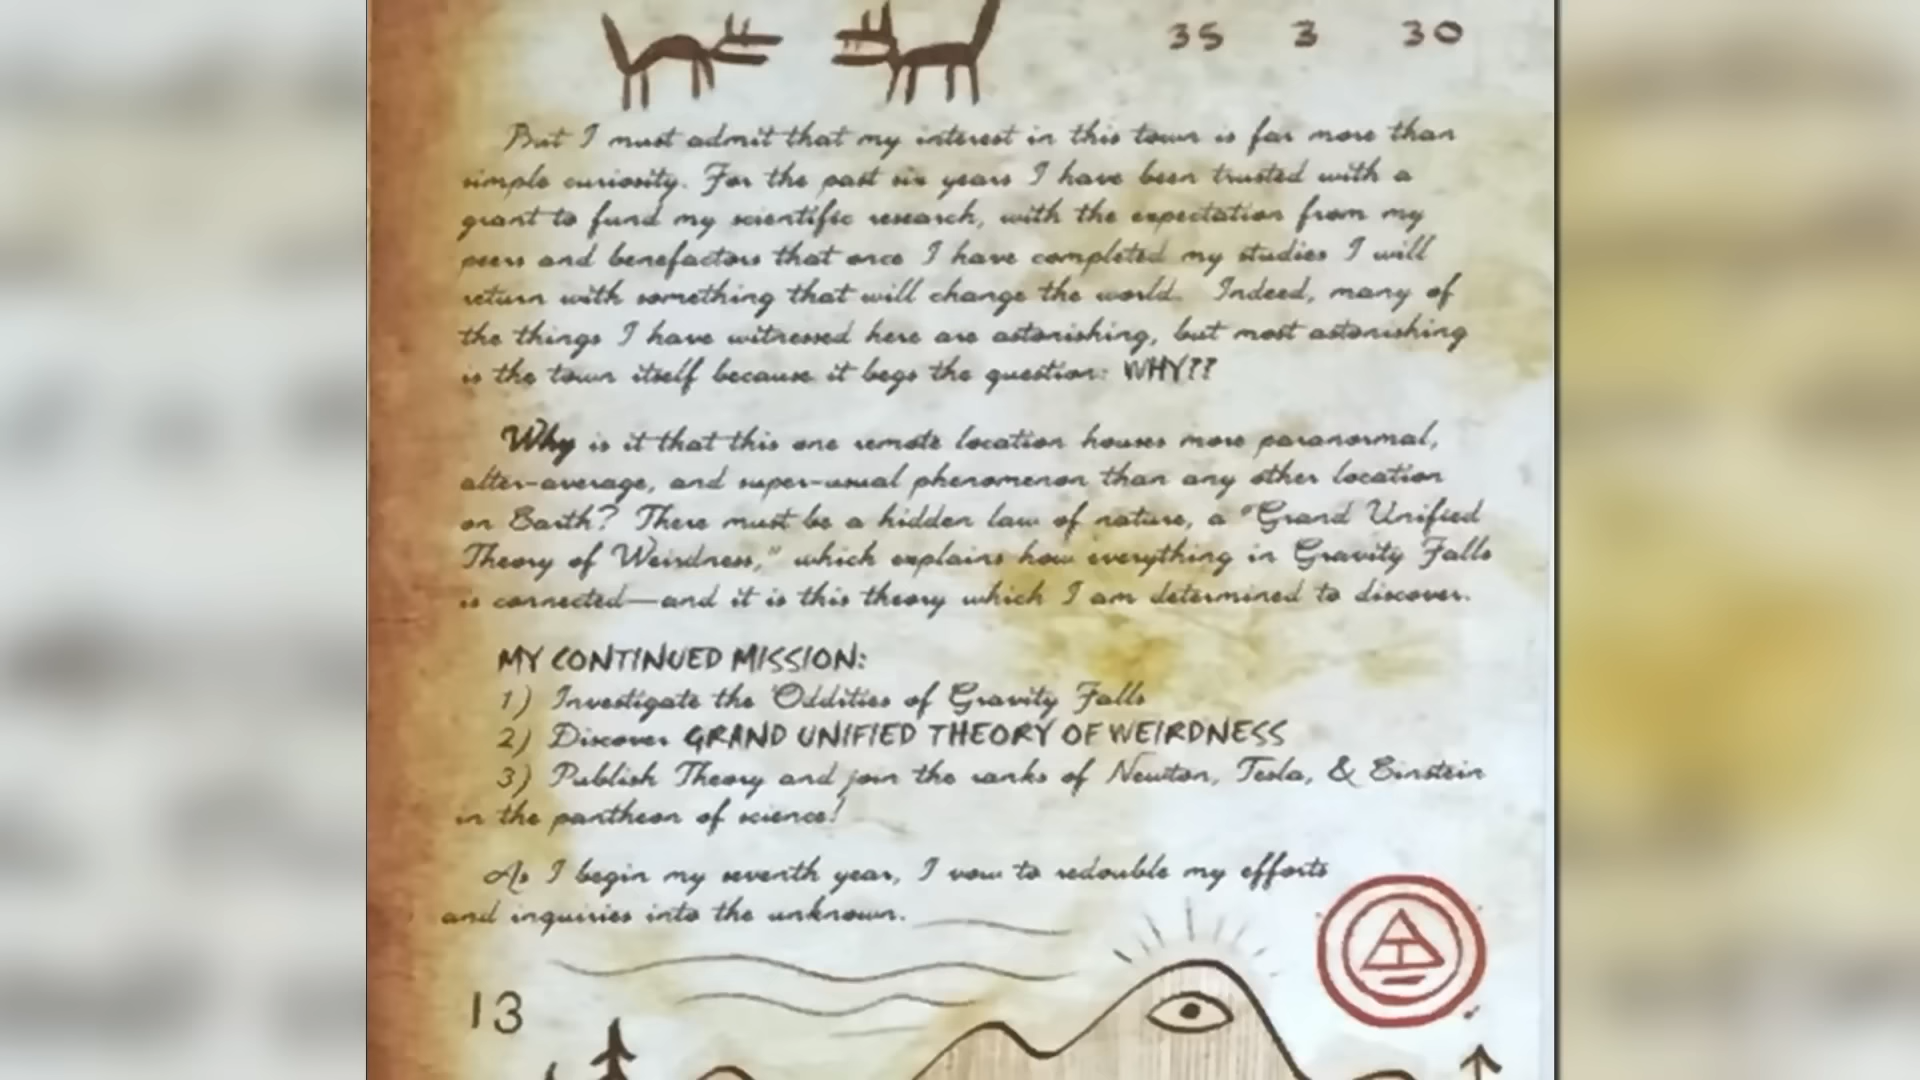 35 3 30
But I must admit that my interest in this town is far more than
simple curiosity. For the past six years I have been trusted with a
grant to fund my scientific research, with the expectation from my
peers and benefactors that once I have completed my studies I will
return with something that will change the world. Indeed, many of
the things I have witnessed here are astonishing, but most astonishing
is the town itself because it begs the question: WHY??
Why is it that this one remote location houses more paranormal,
alter-average, and super-usual phenomenon than any other location
on Earth? There must be a hidden law of nature, a "Grand Unified
Theory of Weirdness," which explains how everything in Gravity Falls
is connected—and it is this theory which I am determined to discover.
MY CONTINUED MISSION:
1) Investigate the Oddities of Gravity Falls
2) Discover GRAND UNIFIED THEORY OF WEIRDNESS
3) Publish Theory and join the ranks of Newton, Tesla, & Einstein
in the pantheon of science!
As I begin my seventh year, I vow to redouble my efforts
and inquiries into the unknown.
13